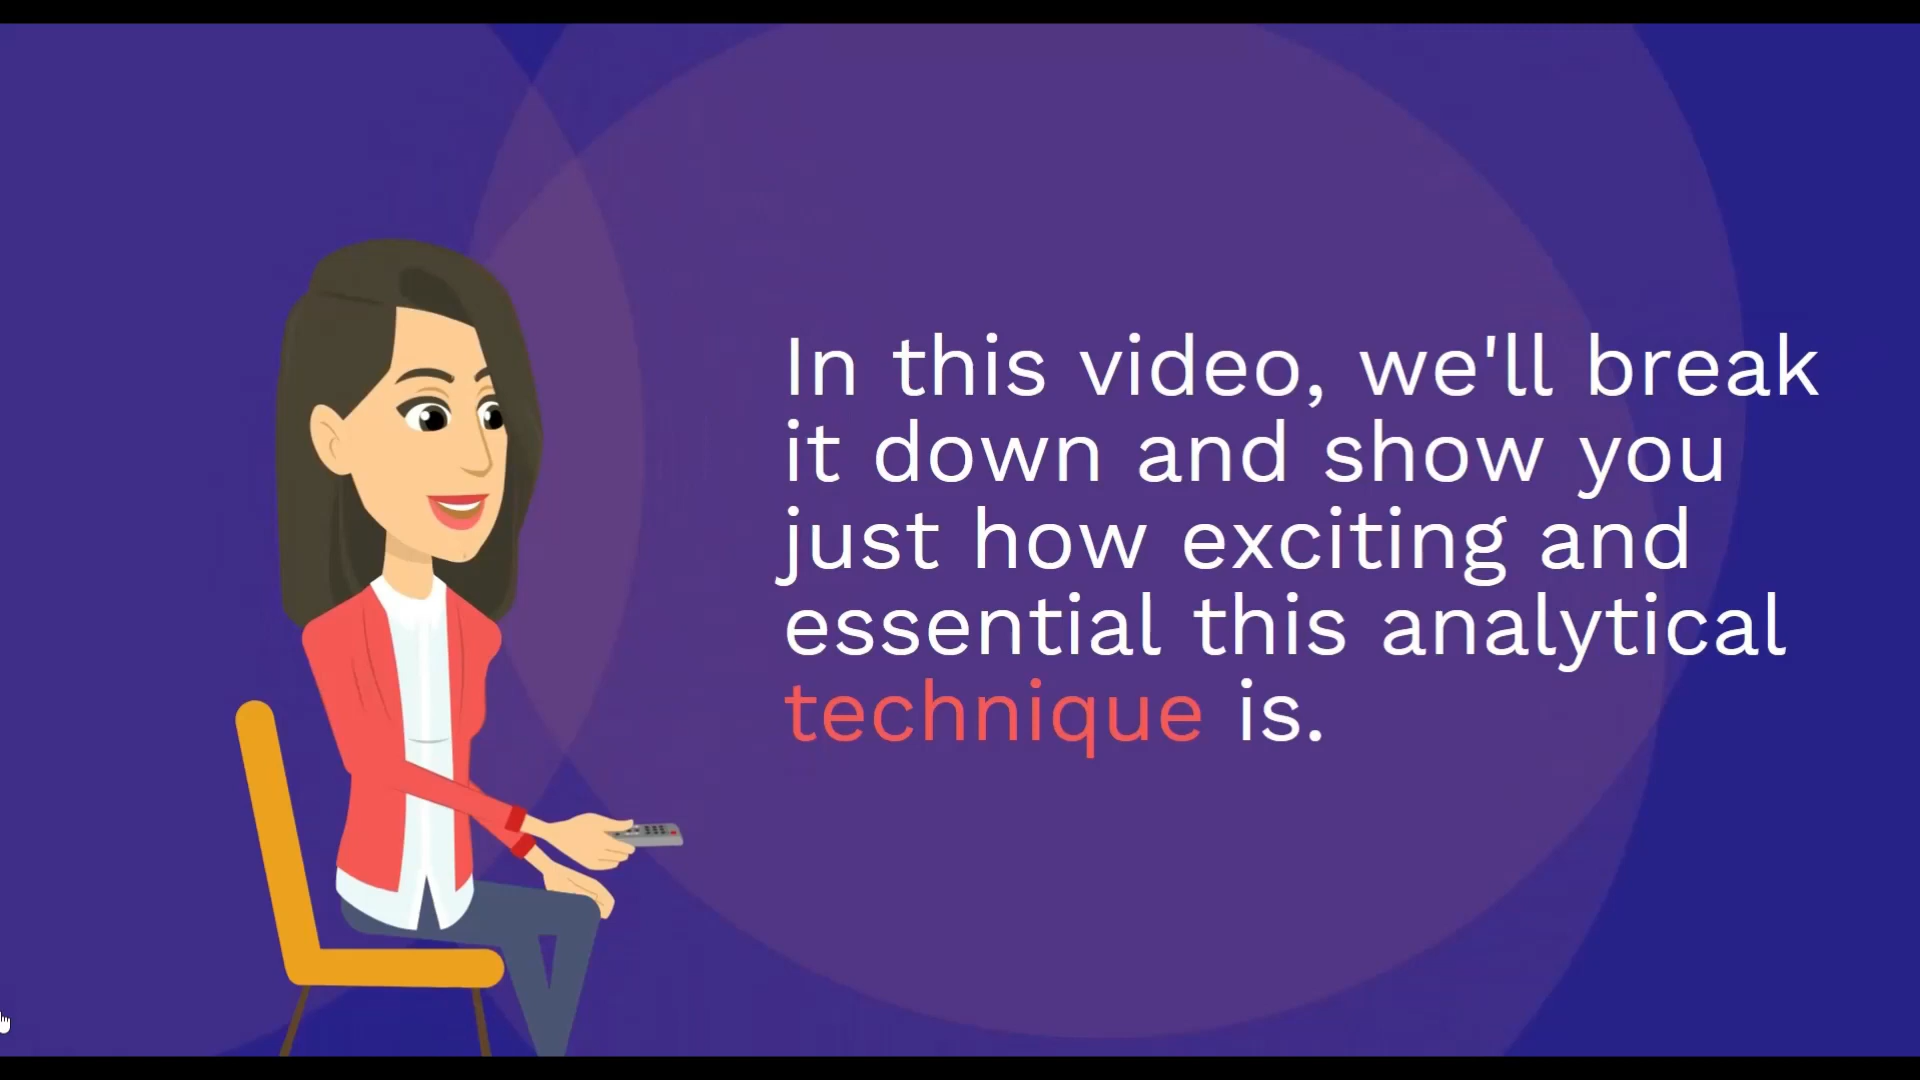 In this video, we'll break
it down and show you
just how exciting and
essential this analytical
technique is.